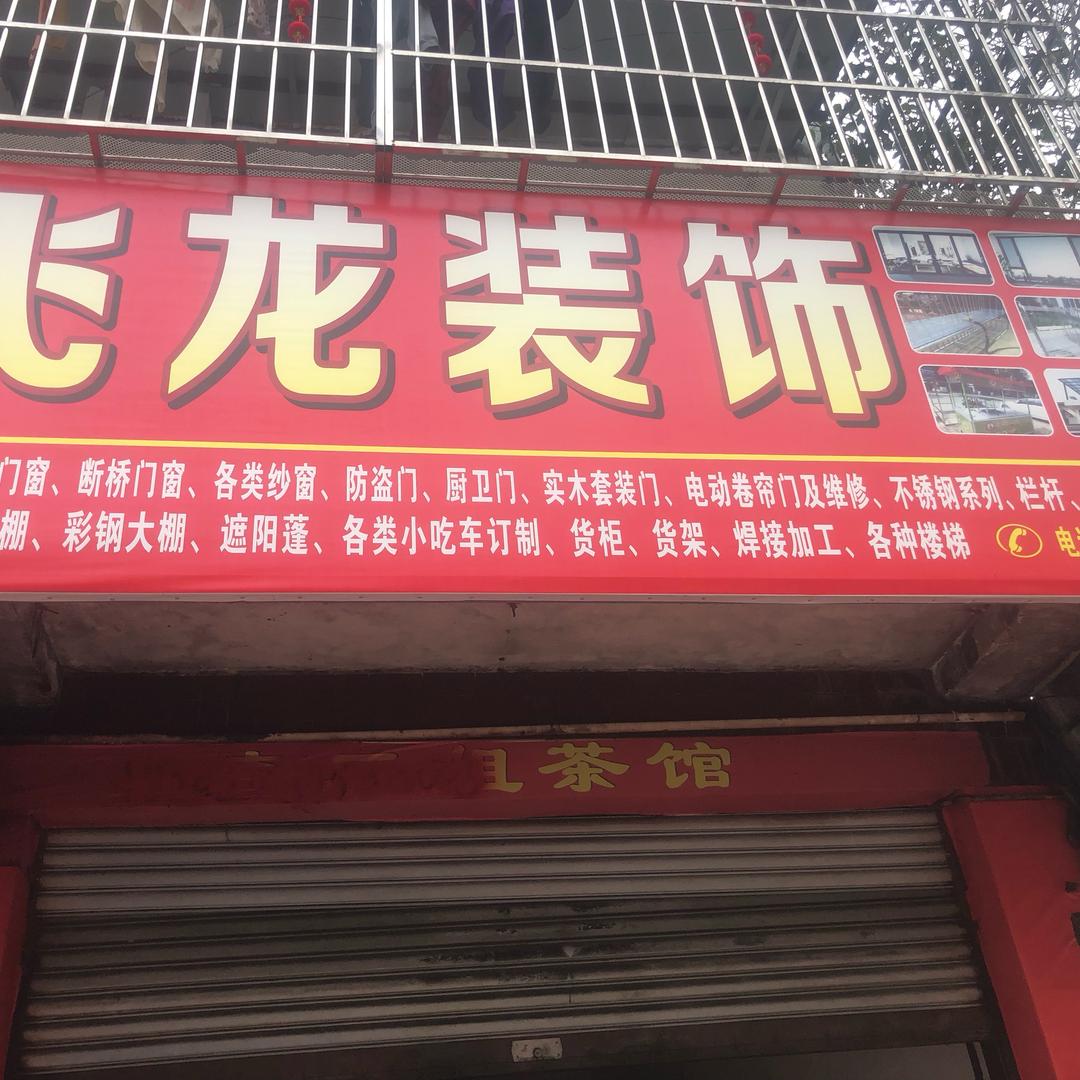 飞龙装饰
门窗、断桥门窗、各类纱窗、防盗门、厨卫门、实木套装门、电动卷帘门及维修、不锈钢系列、栏杆、
棚、彩钢大棚、遮阳蓬、各类小吃车订制、货柜、货架、焊接加工、各种楼梯 电
茶馆